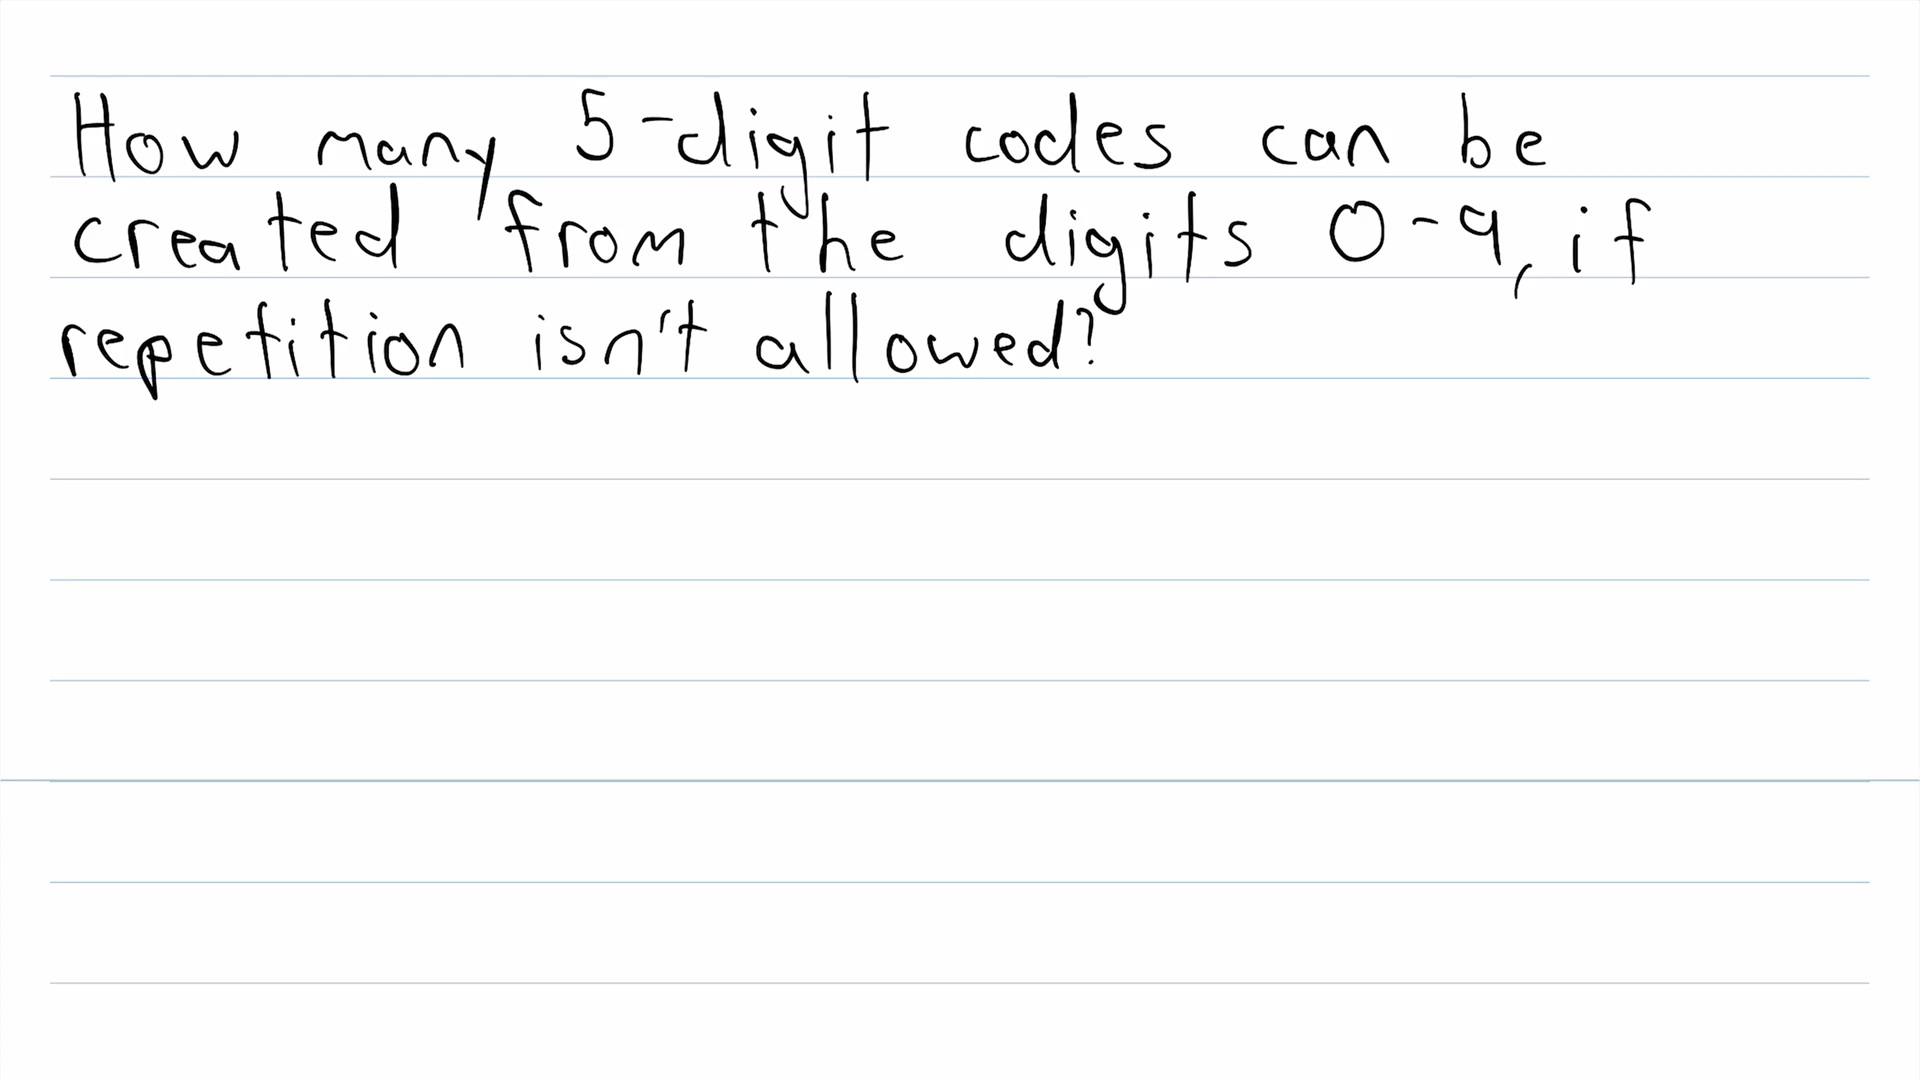 How many 5-digit codes can be
created from the digits 0-9, if
repetition isn't allowed?